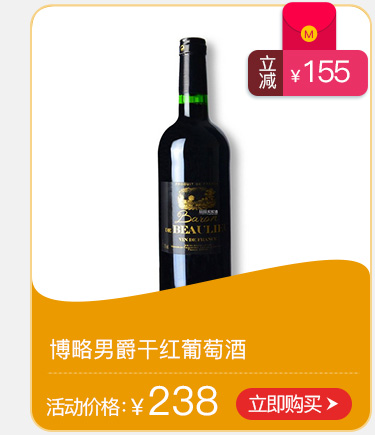 M
立减 ¥155
Baron
DE BEAULIEU
VIN DE FRANCE
博略男爵干红葡萄酒
活动价格：¥238 立即购买